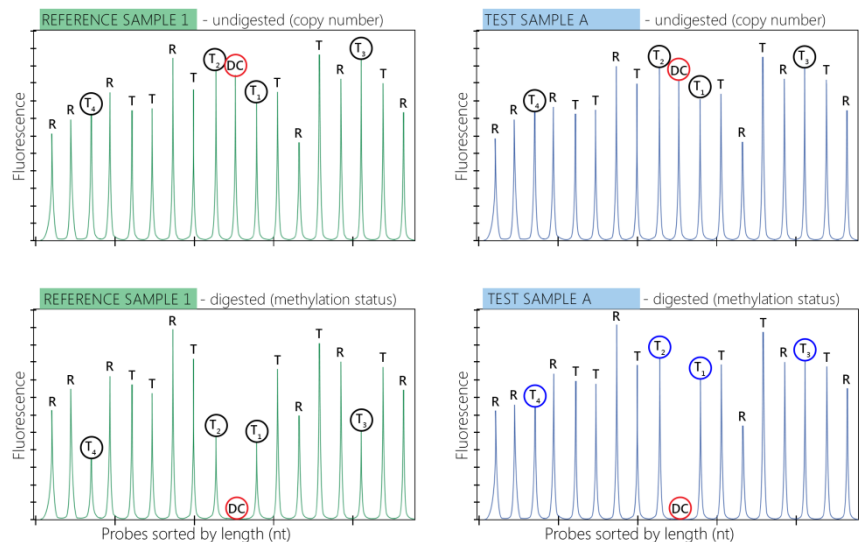 REFERENCE SAMPLE 1 - undigested (copy number)
R R T4 R T T R T T2 DC T1 T R T R T3 T R
Fluorescence
TEST SAMPLE A - undigested (copy number)
R R T4 R T T R T T2 DC T1 T R T R T3 T R
Fluorescence
REFERENCE SAMPLE 1 - digested (methylation status)
R R T4 R T T R T T2 DC T1 T R T R T3 T R
Fluorescence
Probes sorted by length (nt)
TEST SAMPLE A - digested (methylation status)
R R T4 R T T R T T2 DC T1 T R T R T3 T R
Fluorescence
Probes sorted by length (nt)